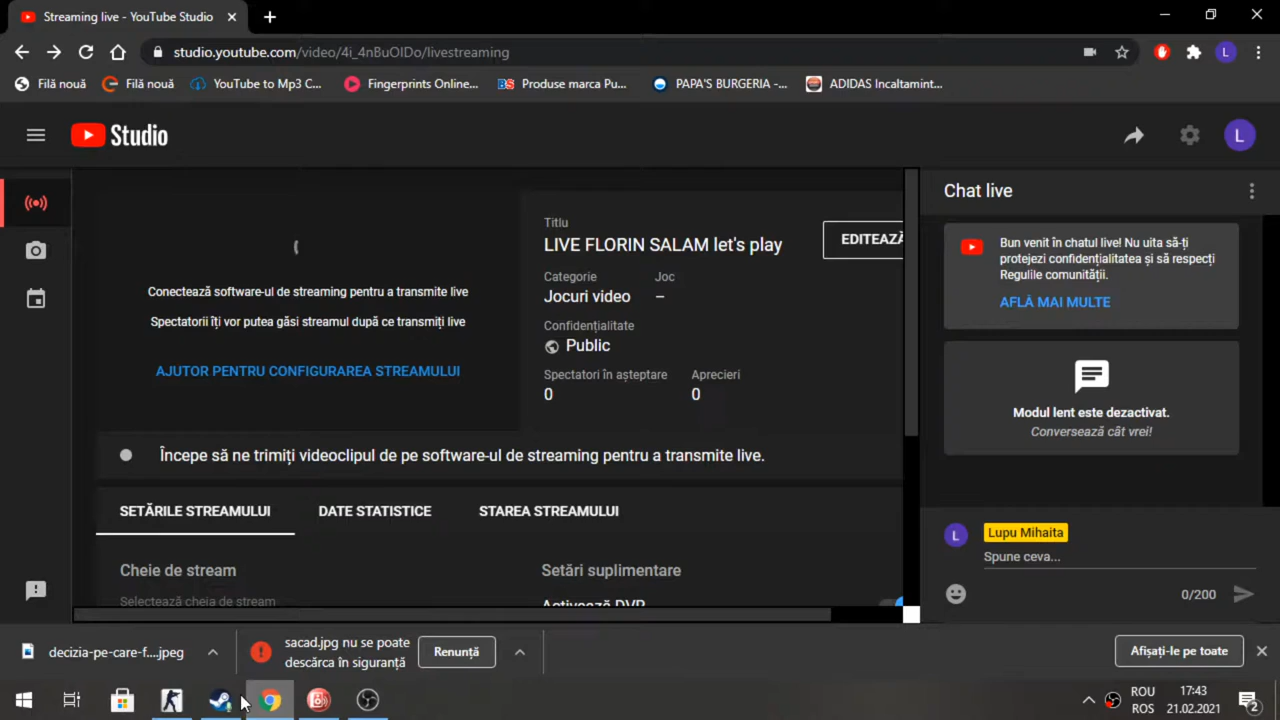 Streaming live - YouTube Studio
studio.youtube.com/video/4i_4nBuOlDo/livestreaming
L
Filă nouă
Filă nouă
YouTube to Mp3 C...
Fingerprints Online...
BS Produse marca Pu...
PAPA'S BURGERIA -...
ADIDAS Incaltamint...
Studio
L
Conectează software-ul de streaming pentru a transmite live
Spectatorii îți vor putea găsi streamul după ce transmiți live
AJUTOR PENTRU CONFIGURAREA STREAMULUI
Titlu
LIVE FLORIN SALAM let's play
EDITEAZĂ
Categorie
Joc
Jocuri video
–
Confidențialitate
Public
Spectatori în așteptare
Aprecieri
0
0
Începe să ne trimiți videoclipul de pe software-ul de streaming pentru a transmite live.
SETĂRILE STREAMULUI
DATE STATISTICE
STAREA STREAMULUI
Cheie de stream
Selectează cheia de stream
Setări suplimentare
Activează DVR
Chat live
Bun venit în chatul live! Nu uita să-ți
protejezi confidențialitatea și să respecți
Regulile comunității.
AFLĂ MAI MULTE
Modul lent este dezactivat.
Conversează cât vrei!
L
Lupu Mihaita
Spune ceva...
0/200
decizia-pe-care-f....jpeg
sacad.jpg nu se poate
descărca în siguranță
Renunță
Afișați-le pe toate
ROU
ROS
17:43
21.02.2021
2